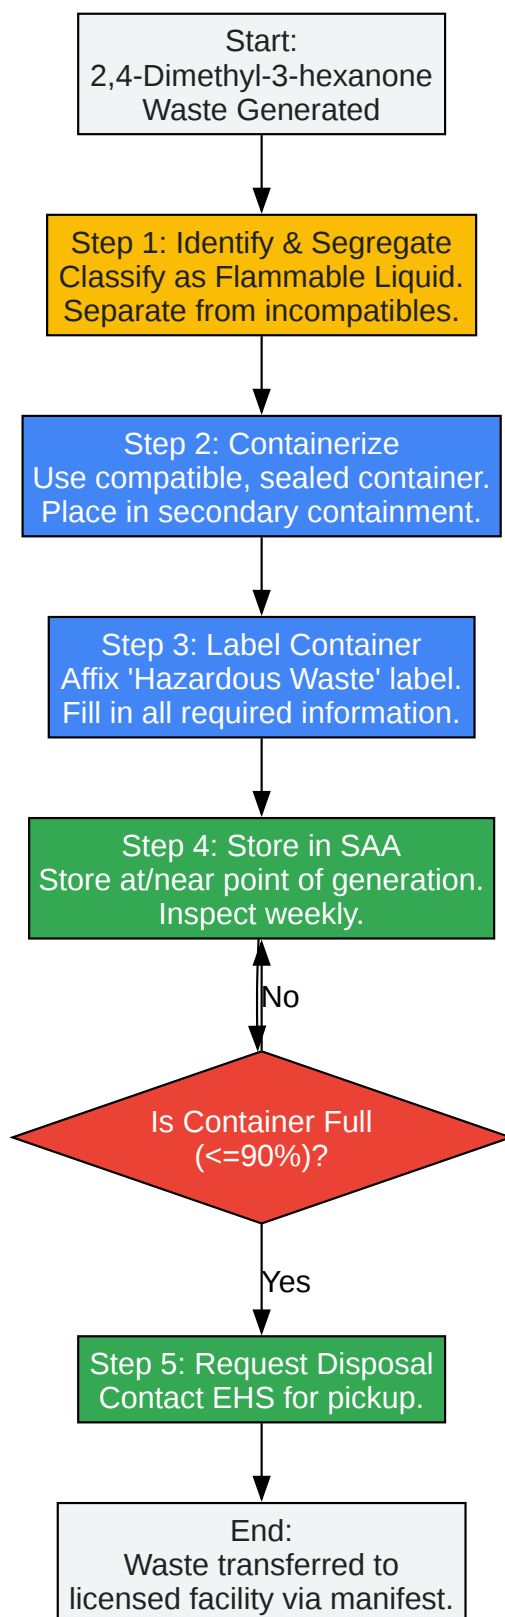 Start:
2,4-Dimethyl-3-hexanone
Waste Generated
Step 1: Identify & Segregate
Classify as Flammable Liquid.
Separate from incompatibles.
Step 2: Containerize
Use compatible, sealed container.
Place in secondary containment.
Step 3: Label Container
Affix 'Hazardous Waste' label.
Fill in all required information.
Step 4: Store in SAA
Store at/near point of generation.
Inspect weekly.
No
Is Container Full
(<=90%)?
Yes
Step 5: Request Disposal
Contact EHS for pickup.
End:
Waste transferred to
licensed facility via manifest.